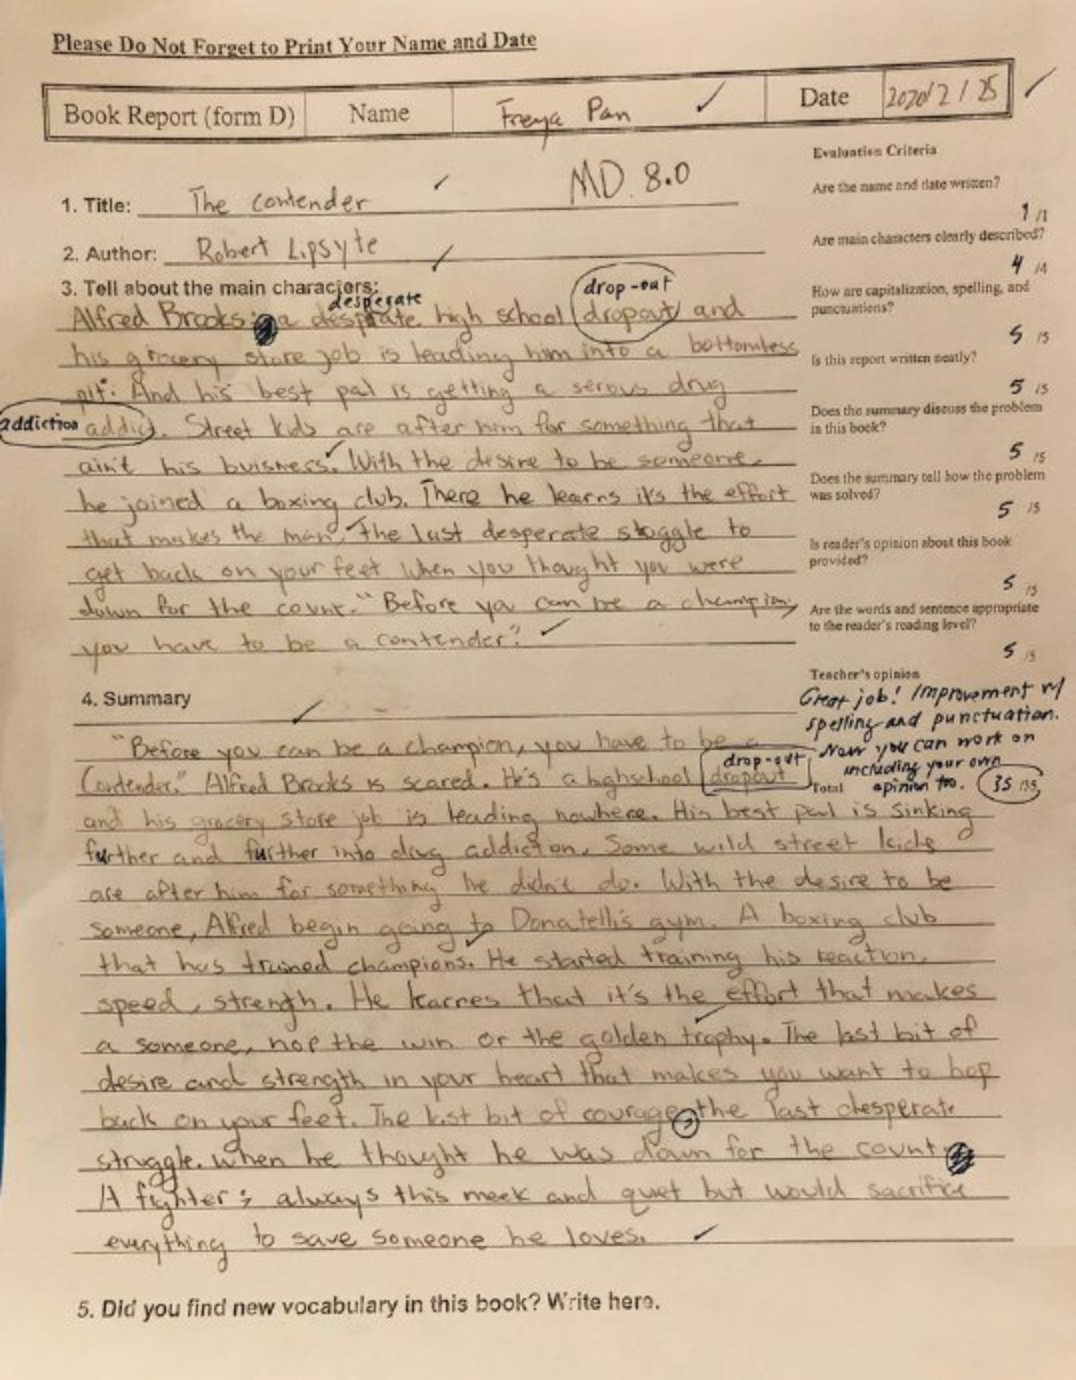 Please Do Not Forget to Print Your Name and Date
Book Report (form D) Name Freya Pan Date 2020/2/25
MD. 8.0
1. Title: The Contender
2. Author: Robert Lipsyte
3. Tell about the main characters:
desperate drop-out
Alfred Brooks: a desprate high school dropout and
his grocery store job is leading him into a bottomless
pit. And his best pal is getting a serous drug
addiction addict. Street kids are after him for something that
ain't his buisness. With the desire to be someone
he joined a boxing club. There he learns it's the effort
that makes the man. The last desperate stuggle to
get back on your feet when you thought you were
down for the count. "Before you can be a champion,
you have to be a contender".
4. Summary
"Before you can be a champion, you have to be a
drop-out
Contender." Alfred Brooks is scared. He's a highschool dropout
and his grocery store job is leading nowhere. His best pal is sinking
further and further into drug addiction. Some wild street kids
are after him for something he didn't do. With the desire to be
someone, Alfred begin going to Donatelli's gym. A boxing club
that has trained champions. He started training his reaction,
speed, strength. He learnes that it's the effort that makes
a someone, not the win or the golden trophy. The last bit of
desire and strength in your heart that makes you want to hop
back on your feet. The last bit of courage, the last desperate
struggle. when he thought he was down for the count
A fighter is always this meek and quiet but would sacrifice
everything to save someone he loves.
5. Did you find new vocabulary in this book? Write here.
Evaluation Criteria
Are the name and date written?
1 /1
Are main characters clearly described?
4 /4
How are capitalization, spelling, and
punctuations?
5 /5
Is this report written neatly?
5 /5
Does the summary discuss the problem
in this book?
5 /5
Does the summary tell how the problem
was solved?
5 /5
Is reader's opinion about this book
provided?
5 /5
Are the words and sentence appropriate
to the reader's reading level?
5 /5
Teacher's opinion
Great job! Improvement w/
spelling and punctuation.
Now you can work on
including your own
opinion too.
Total 35 /35